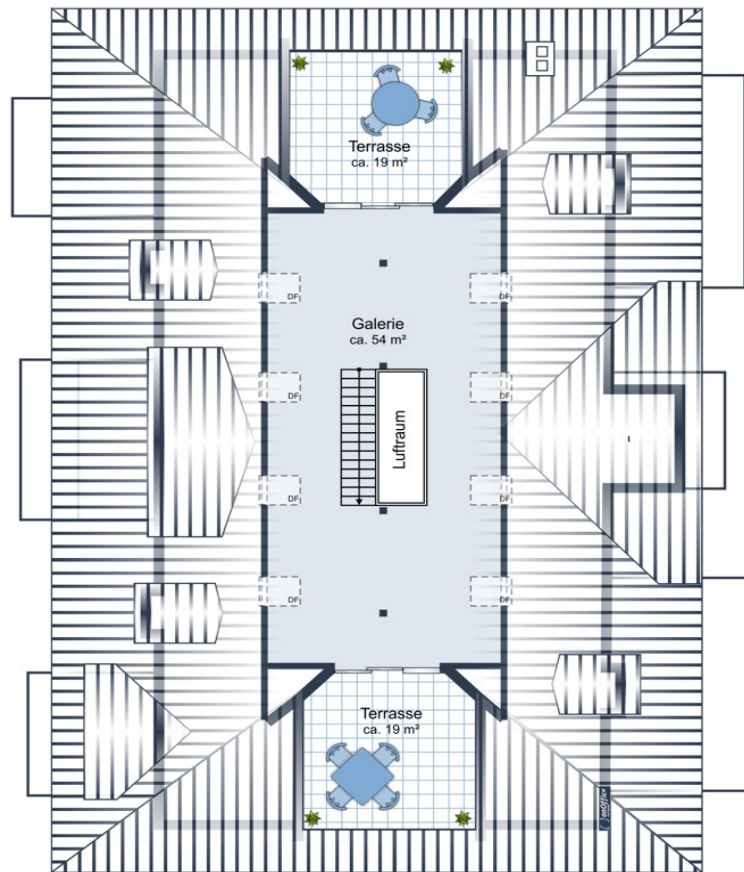 Terrasse
ca. 19 m²
DF
DF
Galerie
ca. 54 m²
DF
DF
Luftraum
DF
DF
DF
DF
Terrasse
ca. 19 m²
onOffice